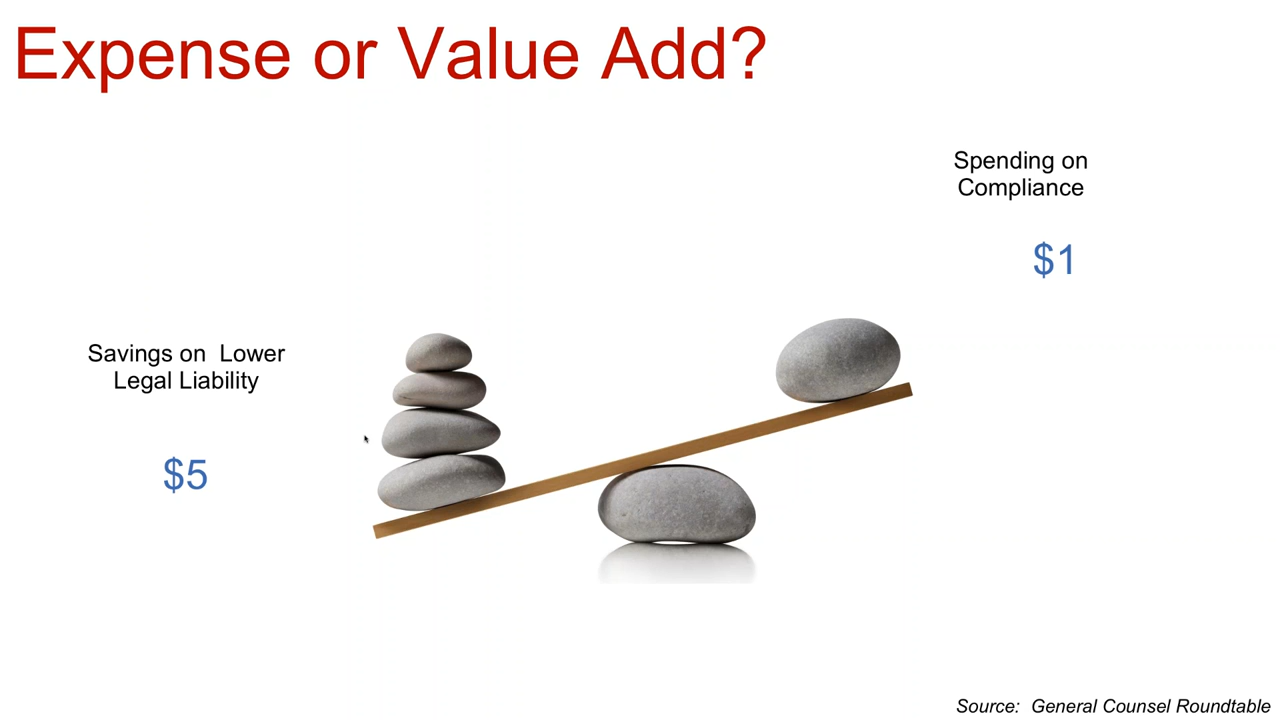 Expense or Value Add?
Spending on
Compliance
$1
Savings on  Lower
Legal Liability
$5
Source:  General Counsel Roundtable